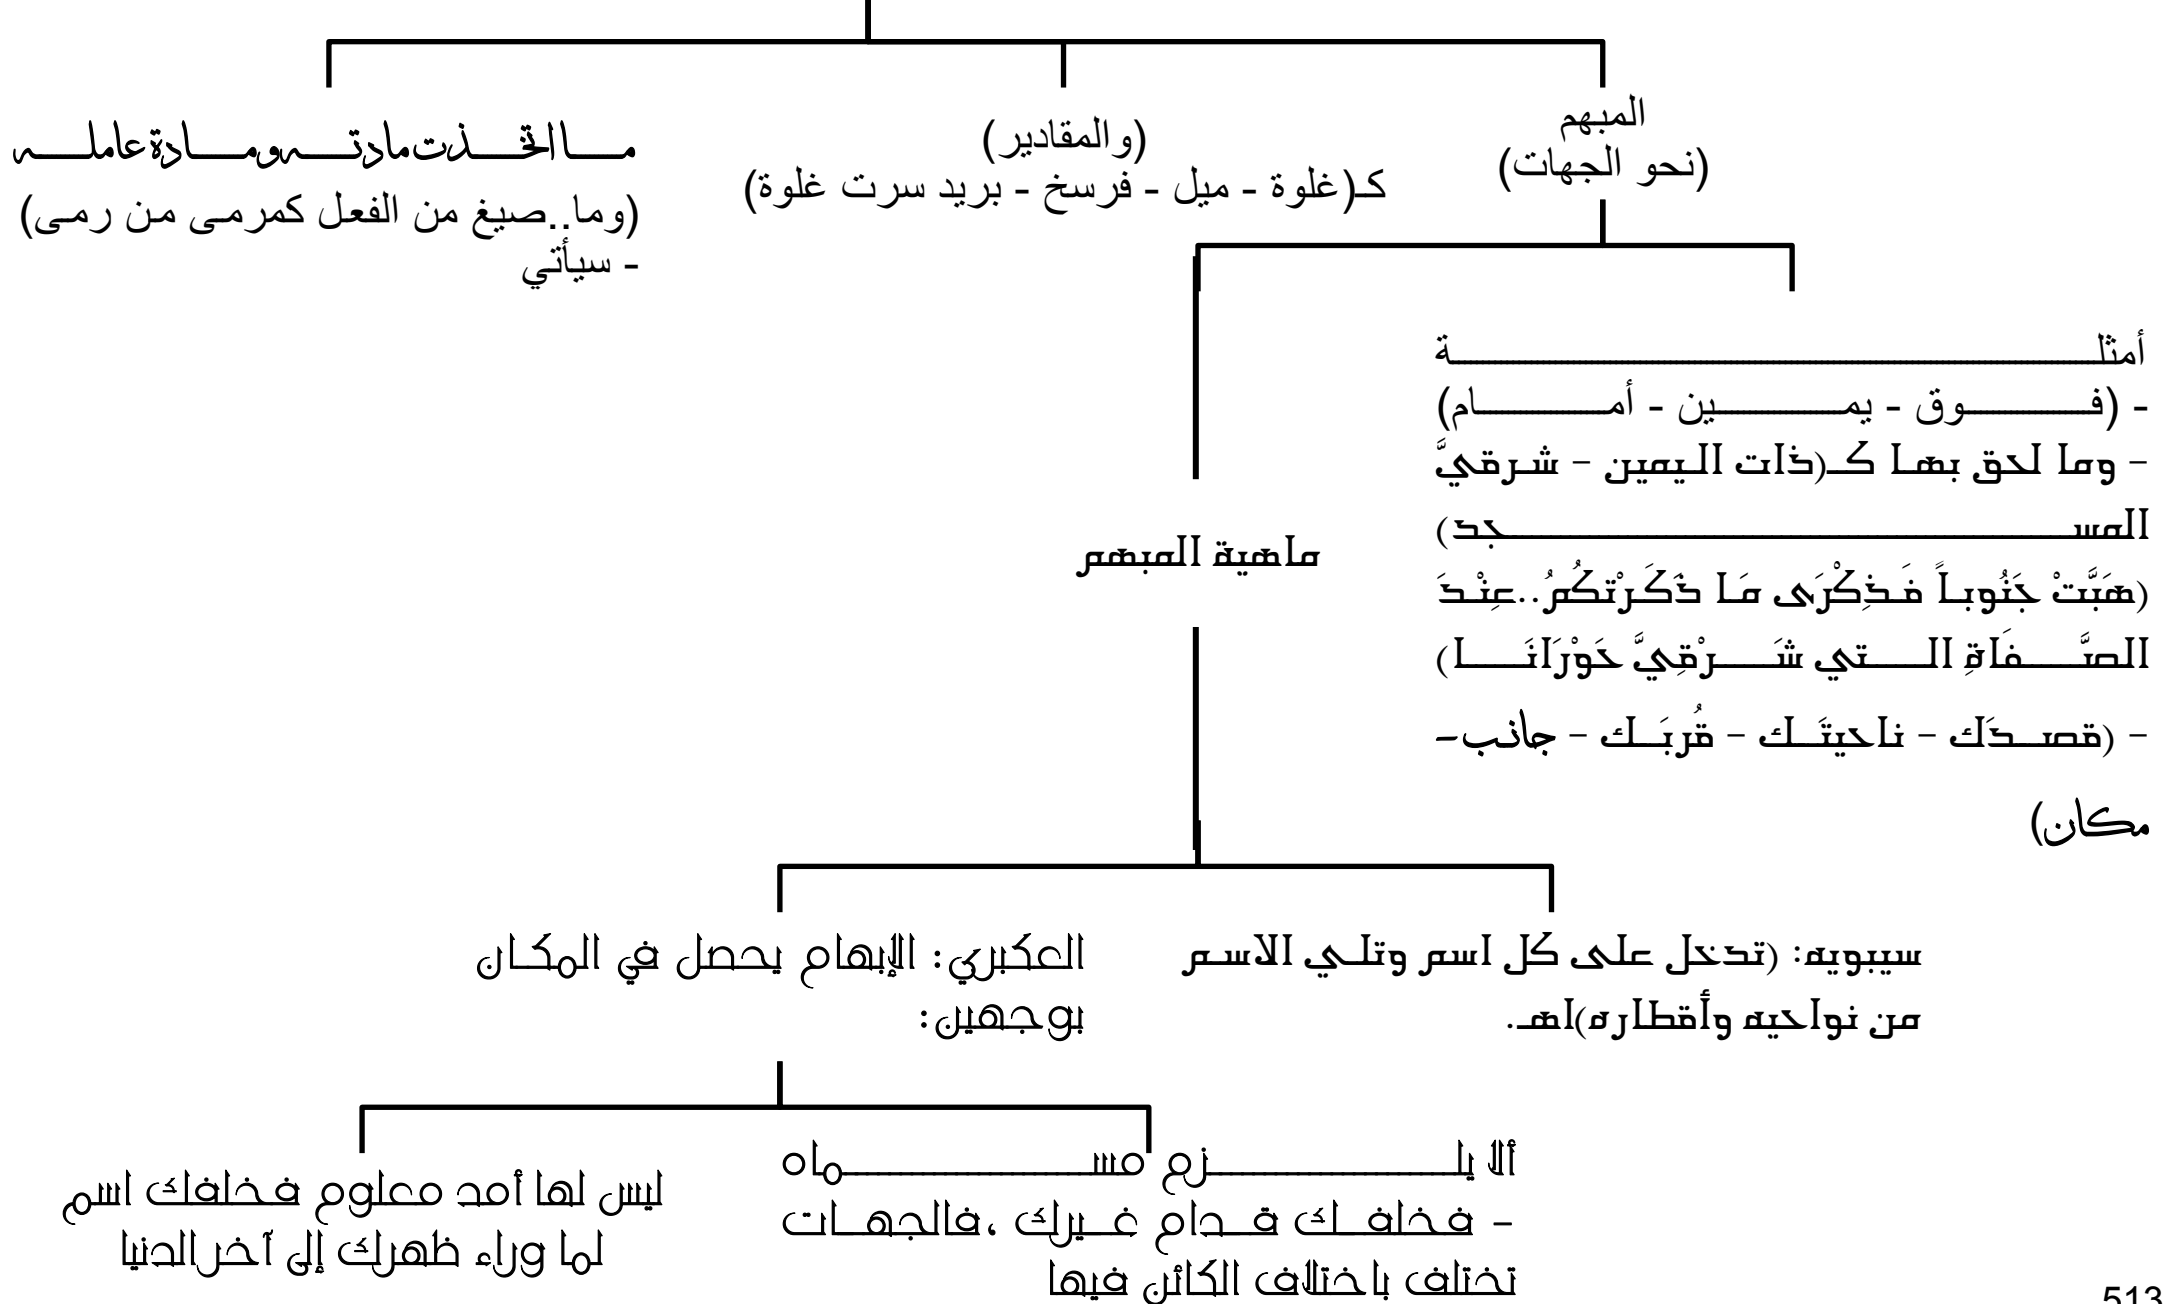 المبهم
(نحو الجهات)
(والمقادير)
كـ(غلوة - ميل - فرسخ - بريد سرت غلوة)
ما اتخذت مادته ومادة عامله
(وما..صيغ من الفعل كمرمى من رمى)
- سيأتي
أمثلة
- (فوق - يمين - أمام)
- وما لحق بها كـ(ذات اليمين - شرقيَّ
المسجد)
(هَبَّتْ جَنُوباً فَذِكْرَى مَا ذَكَرْتكُمُ..عِنْدَ
الصَّفَاةِ التي شَرْقِيَّ حَوْرَانَا)
- (قصدَك - ناحيتَك - قُربَك - جانب-
مكان)
ماهية المبهم
سيبويه: (تدخل على كل اسم وتلي الاسم
من نواحيه وأقطاره)اهـ.
العكبري: الإبهام يحصل في المكان
بوجهين:
ألا يلزم مسماه
- فخلفك قدام غيرك ،فالجهات
تختلف باختلاف الكائن فيها
ليس لها أمد معلوم فخلفك اسم
لما وراء ظهرك إلى آخر الدنيا
513